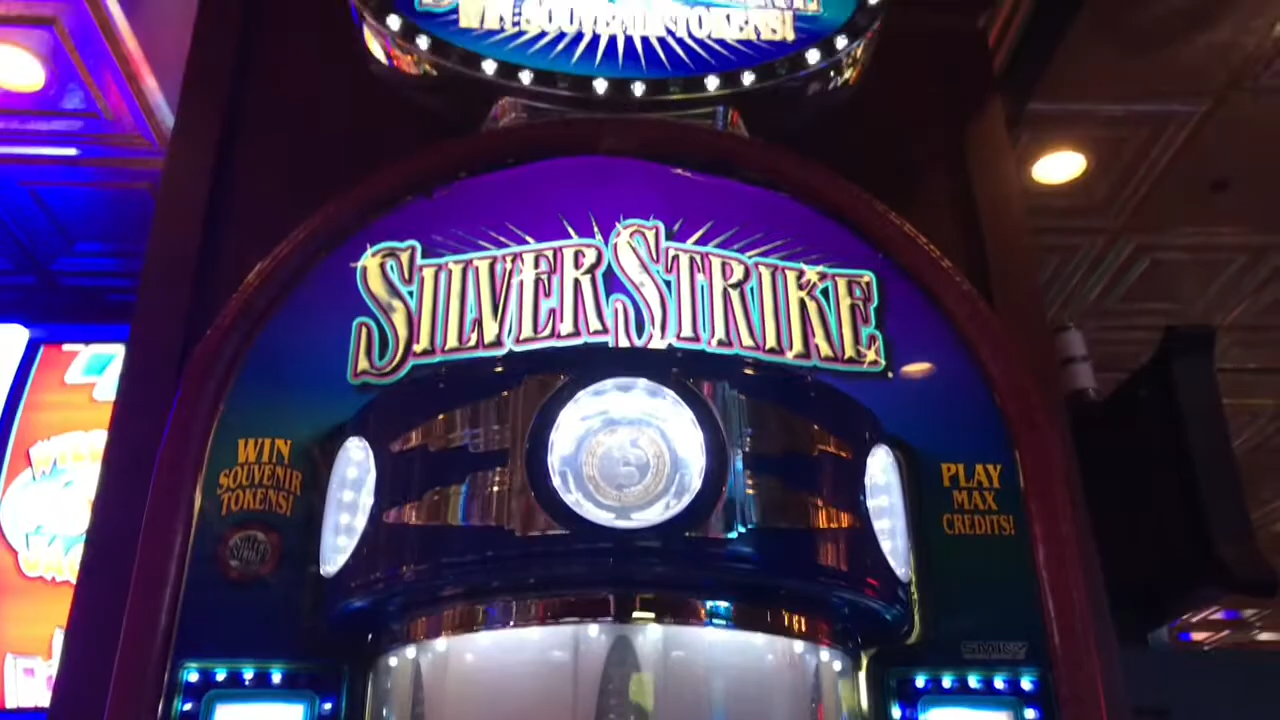 WIN SOUVENIR TOKENS!
SILVER STRIKE
WIN
SOUVENIR
TOKENS!
PLAY
MAX
CREDITS!